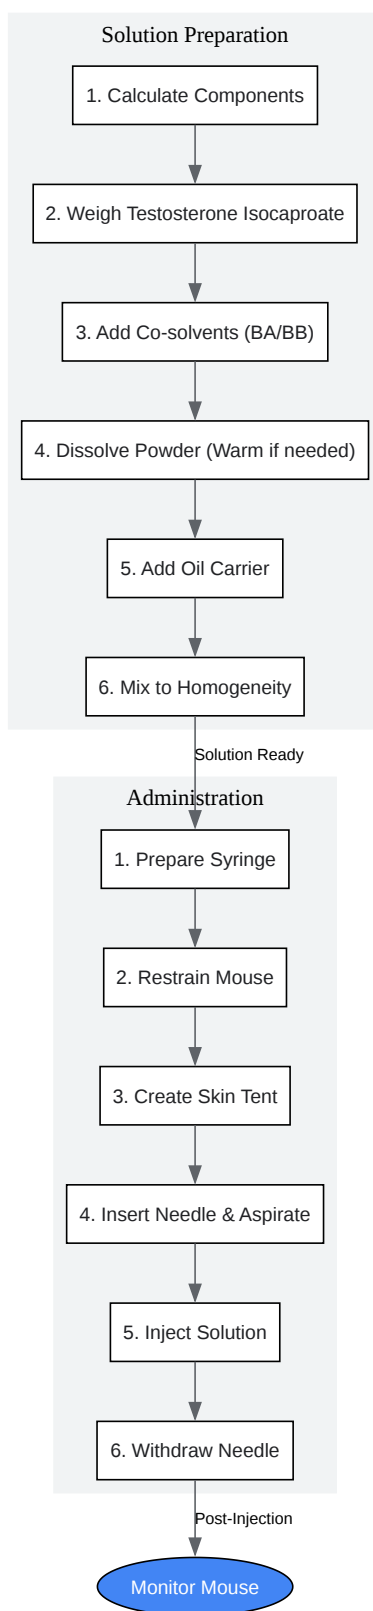 Solution Preparation
1. Calculate Components
2. Weigh Testosterone Isocaproate
3. Add Co-solvents (BA/BB)
4. Dissolve Powder (Warm if needed)
5. Add Oil Carrier
6. Mix to Homogeneity
Solution Ready
Administration
1. Prepare Syringe
2. Restrain Mouse
3. Create Skin Tent
4. Insert Needle & Aspirate
5. Inject Solution
6. Withdraw Needle
Post-Injection
Monitor Mouse